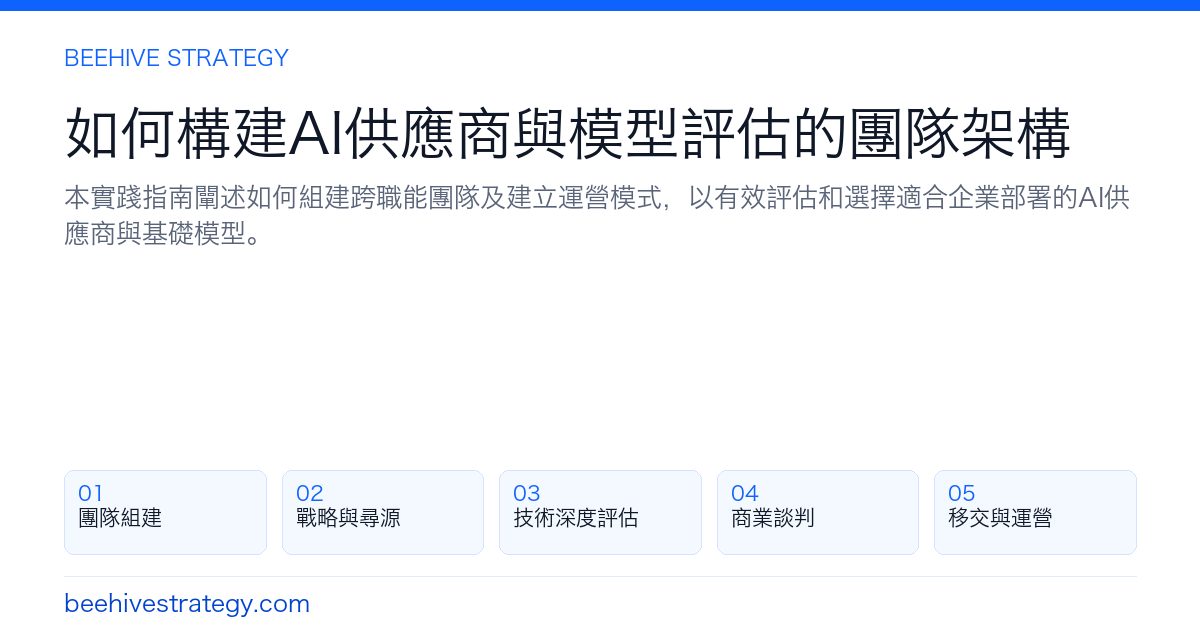 BEEHIVE STRATEGY
如何構建AI供應商與模型評估的團隊架構
本實踐指南闡述如何組建跨職能團隊及建立運營模式，以有效評估和選擇適合企業部署的AI供
應商與基礎模型。
01
團隊組建
02
戰略與尋源
03
技術深度評估
04
商業談判
05
移交與運營
beehivestrategy.com